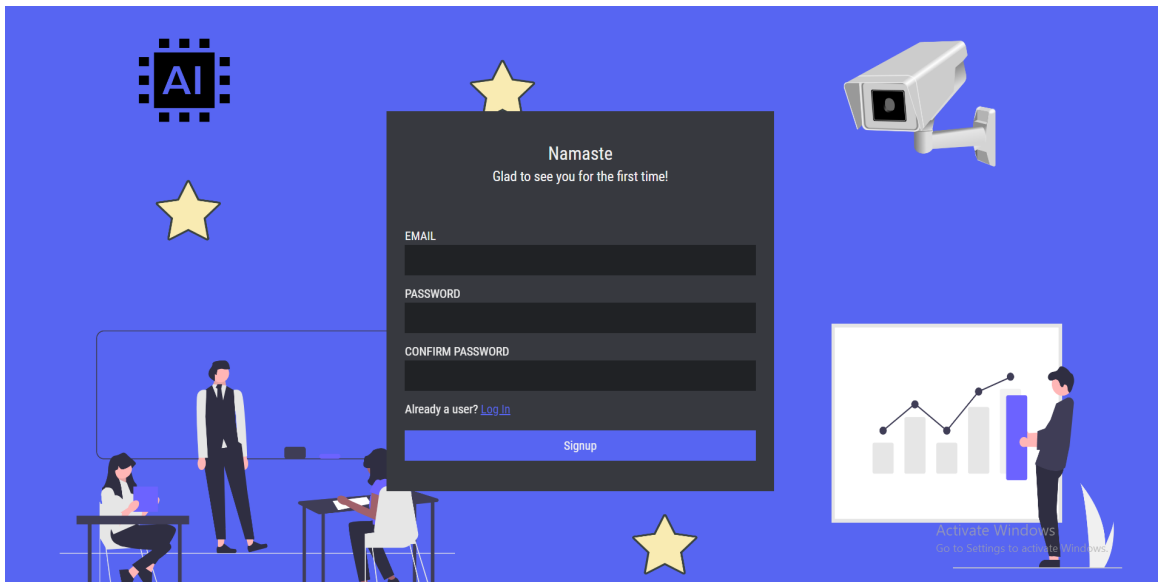 AI
Namaste
Glad to see you for the first time!
EMAIL
PASSWORD
CONFIRM PASSWORD
Already a user? Log In
Signup
Activate Windows
Go to Settings to activate Windows.